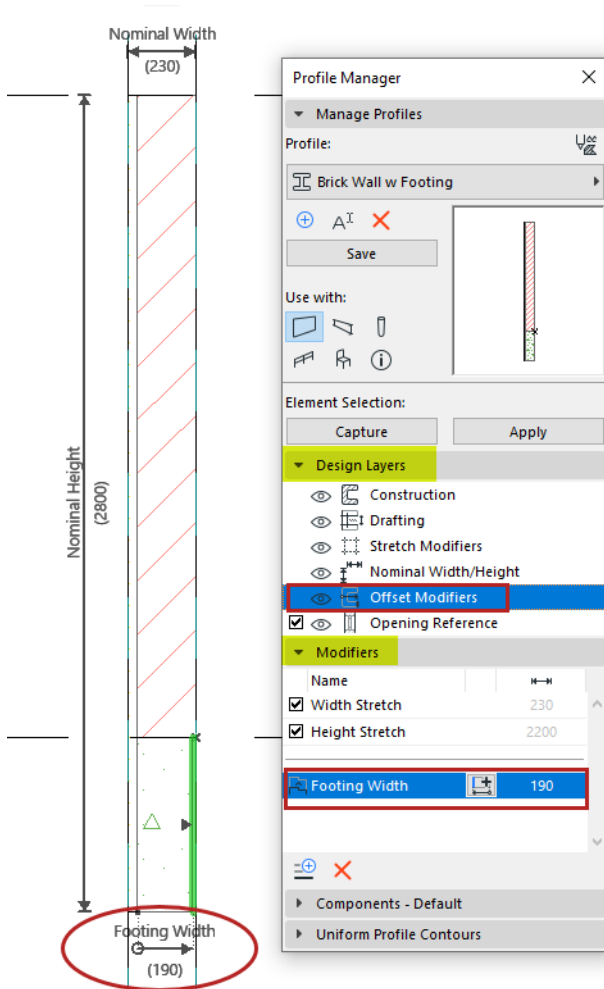 Nominal Width
(230)
Nominal Height
(2800)
Footing Width
(190)
Profile Manager
Manage Profiles
Profile:
Brick Wall w Footing
Save
Use with:
Element Selection:
Capture
Apply
Design Layers
Construction
Drafting
Stretch Modifiers
Nominal Width/Height
Offset Modifiers
Opening Reference
Modifiers
Name
Width Stretch 230
Height Stretch 2200
Footing Width 190
Components - Default
Uniform Profile Contours